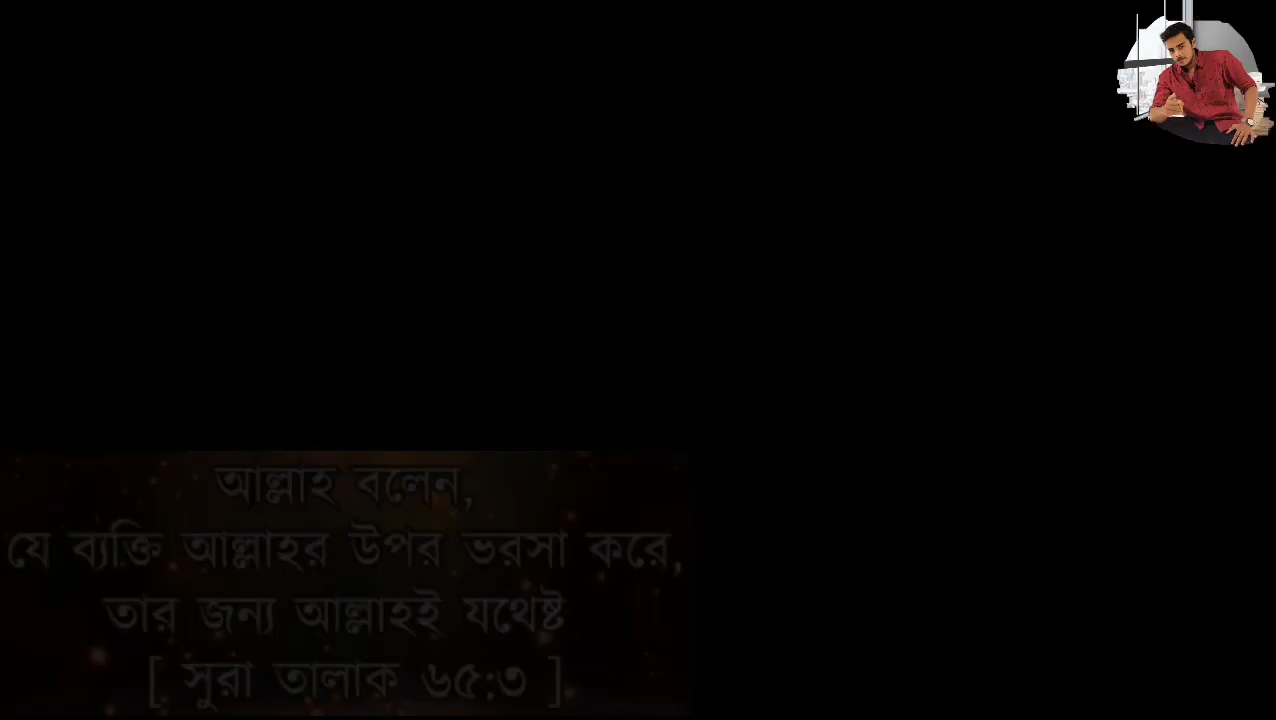 আল্লাহ বলেন,
যে ব্যক্তি আল্লাহর উপর ভরসা করে,
তার জন্য আল্লাহই যথেষ্ট
[ সুরা তালাক ৬৫:৩ ]